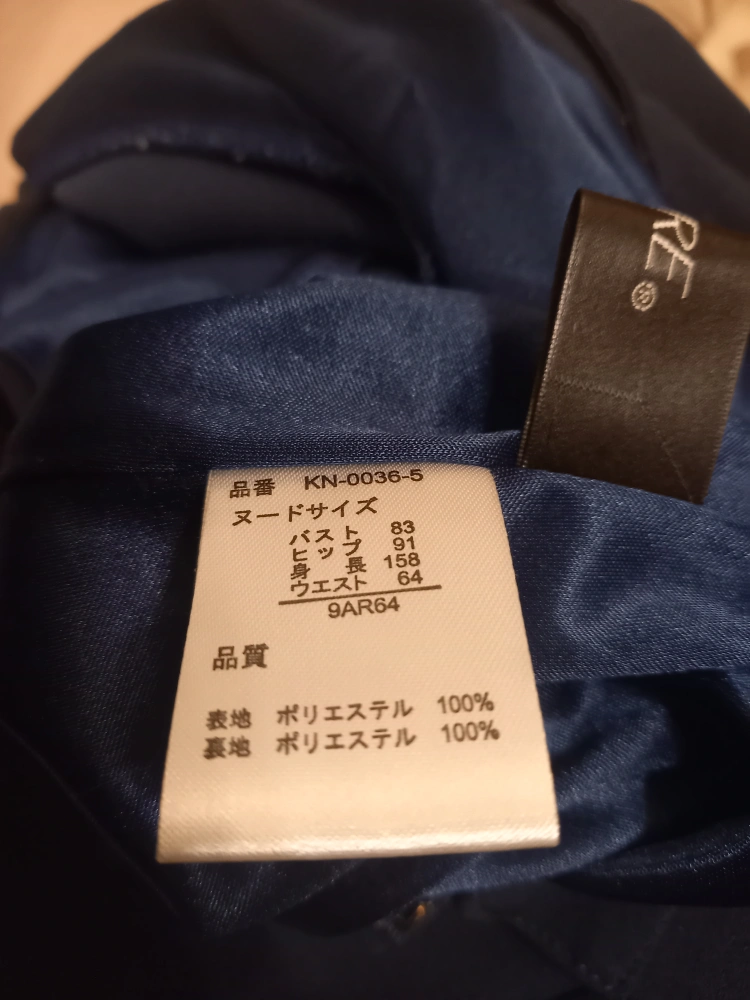 RE®
品番 KN-0036-5
ヌードサイズ
バスト 83
ヒップ 91
身長 158
ウエスト 64
9AR64
品質
表地 ポリエステル 100%
裏地 ポリエステル 100%